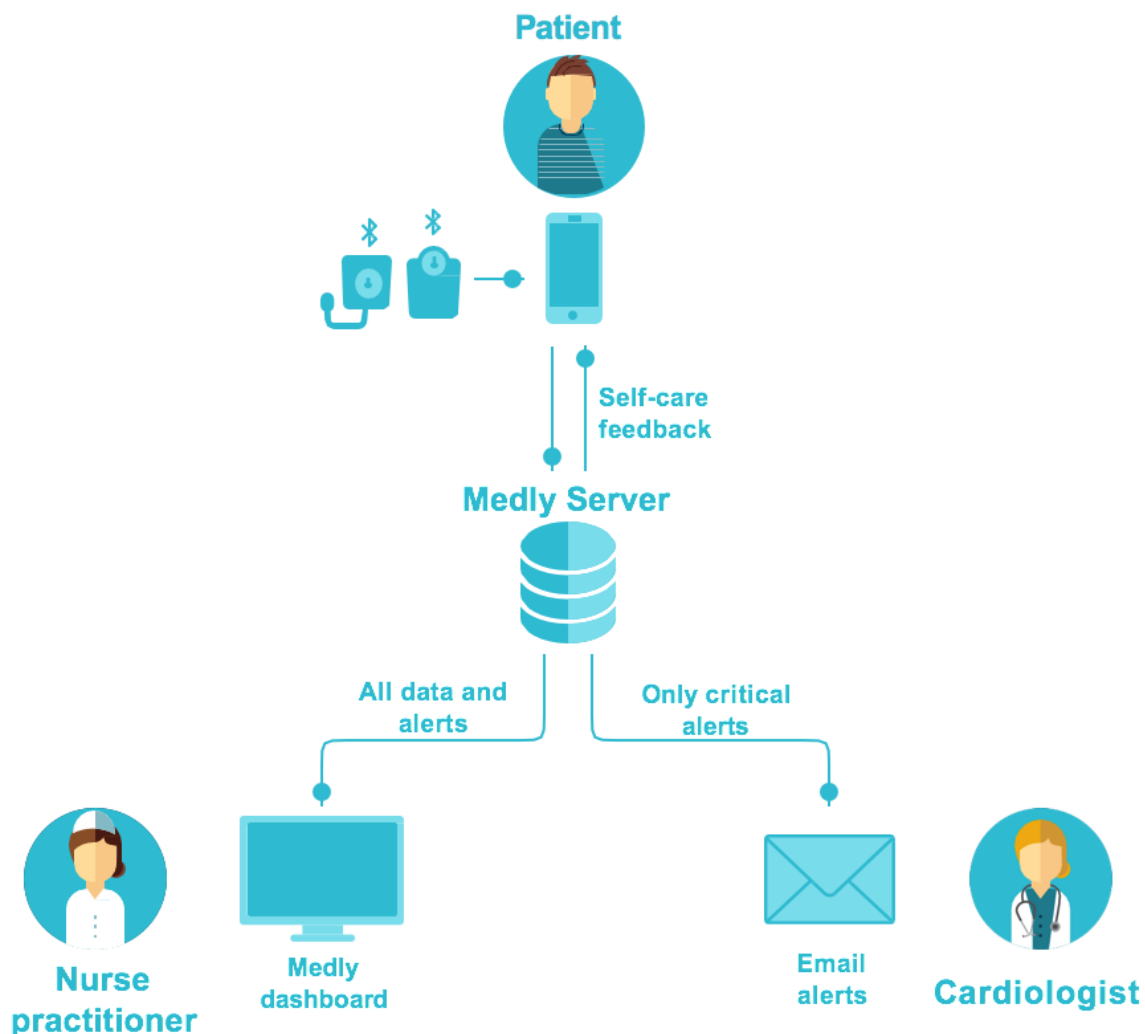 Patient
Self-care
feedback
Medly Server
All data and
alerts
Only critical
alerts
Nurse
practitioner
Medly
dashboard
Email
alerts
Cardiologist